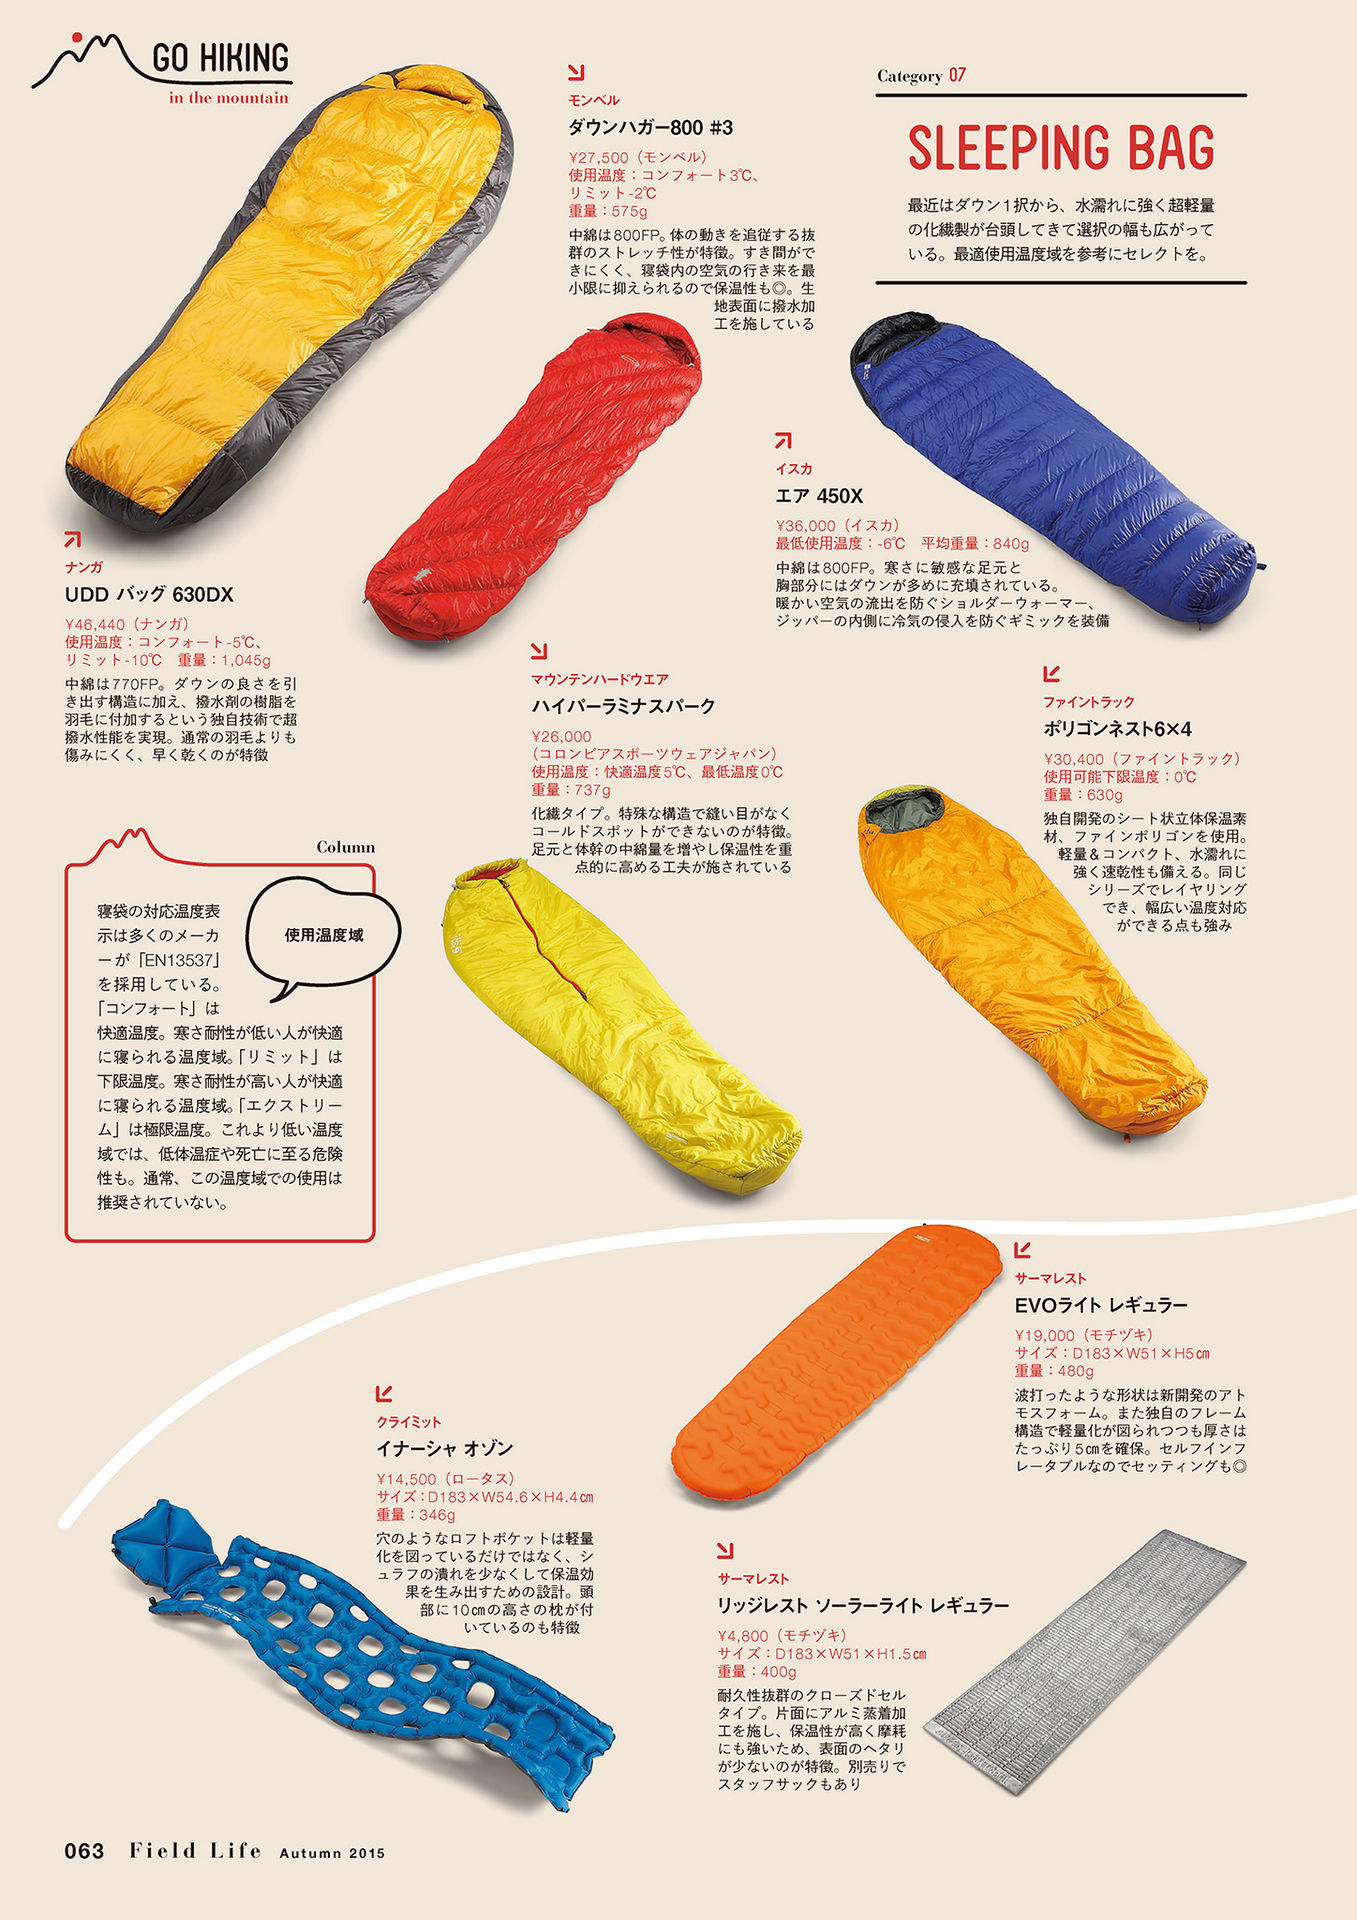 GO HIKING
in the mountain
モンベル
ダウンハガー800 #3
¥27,500（モンベル）
使用温度：コンフォート3℃、
リミット-2℃
重量：575g
中綿は800FP。体の動きを追従する抜
群のストレッチ性が特徴。すき間がで
きにくく、寝袋内の空気の行き来を最
小限に抑えられるので保温性も◎。生
地表面に撥水加
工を施している
Category 07
SLEEPING BAG
最近はダウン1択から、水濡れに強く超軽量
の化繊製が台頭してきて選択の幅も広がって
いる。最適使用温度域を参考にセレクトを。
イスカ
エア 450X
¥36,000（イスカ）
最低使用温度：-6℃　平均重量：840g
中綿は800FP。寒さに敏感な足元と
胸部分にはダウンが多めに充填されている。
暖かい空気の流出を防ぐショルダーウォーマー、
ジッパーの内側に冷気の侵入を防ぐギミックを装備
ナンガ
UDD バッグ 630DX
¥46,440（ナンガ）
使用温度：コンフォート-5℃、
リミット-10℃　重量：1,045g
中綿は770FP。ダウンの良さを引
き出す構造に加え、撥水剤の樹脂を
羽毛に付加するという独自技術で超
撥水性能を実現。通常の羽毛よりも
傷みにくく、早く乾くのが特徴
マウンテンハードウエア
ハイパーラミナスパーク
¥26,000
（コロンビアスポーツウェアジャパン）
使用温度：快適温度5℃、最低温度0℃
重量：737g
化繊タイプ。特殊な構造で縫い目がなく
コールドスポットができないのが特徴。
足元と体幹の中綿量を増やし保温性を重
点的に高める工夫が施されている
ファイントラック
ポリゴンネスト6×4
¥30,400（ファイントラック）
使用可能下限温度：0℃
重量：630g
独自開発のシート状立体保温素
材、ファインポリゴンを使用。
軽量＆コンパクト、水濡れに
強く速乾性も備える。同じ
シリーズでレイヤリング
でき、幅広い温度対応
ができる点も強み
Column
使用温度域
寝袋の対応温度表
示は多くのメーカ
ーが「EN13537」
を採用している。
「コンフォート」は
快適温度。寒さ耐性が低い人が快適
に寝られる温度域。「リミット」は
下限温度。寒さ耐性が高い人が快適
に寝られる温度域。「エクストリー
ム」は極限温度。これより低い温度
域では、低体温症や死亡に至る危険
性も。通常、この温度域での使用は
推奨されていない。
サーマレスト
EVOライト レギュラー
¥19,000（モチヅキ）
サイズ：D183×W51×H5㎝
重量：480g
波打ったような形状は新開発のアト
モスフォーム。また独自のフレーム
構造で軽量化が図られつつも厚さは
たっぷり5㎝を確保。セルフインフ
レータブルなのでセッティングも◎
クライミット
イナーシャ オゾン
¥14,500（ロータス）
サイズ：D183×W54.6×H4.4㎝
重量：346g
穴のようなロフトポケットは軽量
化を図っているだけではなく、シ
ュラフの潰れを少なくして保温効
果を生み出すための設計。頭
部に10㎝の高さの枕が付
いているのも特徴
サーマレスト
リッジレスト ソーラーライト レギュラー
¥4,800（モチヅキ）
サイズ：D183×W51×H1.5㎝
重量：400g
耐久性抜群のクローズドセル
タイプ。片面にアルミ蒸着加
工を施し、保温性が高く摩耗
にも強いため、表面のヘタリ
が少ないのが特徴。別売りで
スタッフサックもあり
063 Field Life Autumn 2015